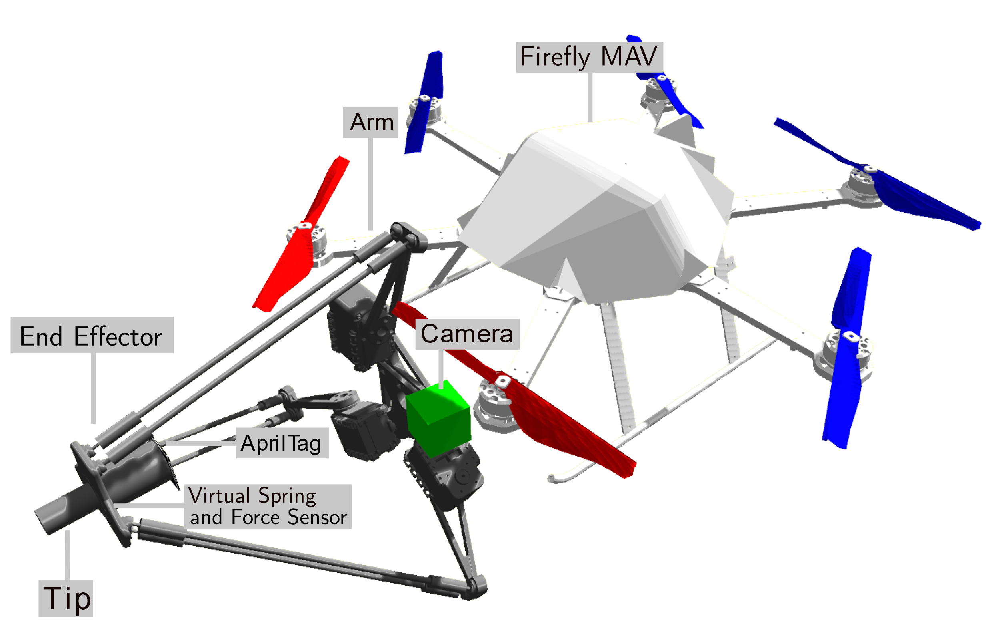 Firefly MAV
Arm
End Effector
Camera
AprilTag
Virtual Spring
and Force Sensor
Tip